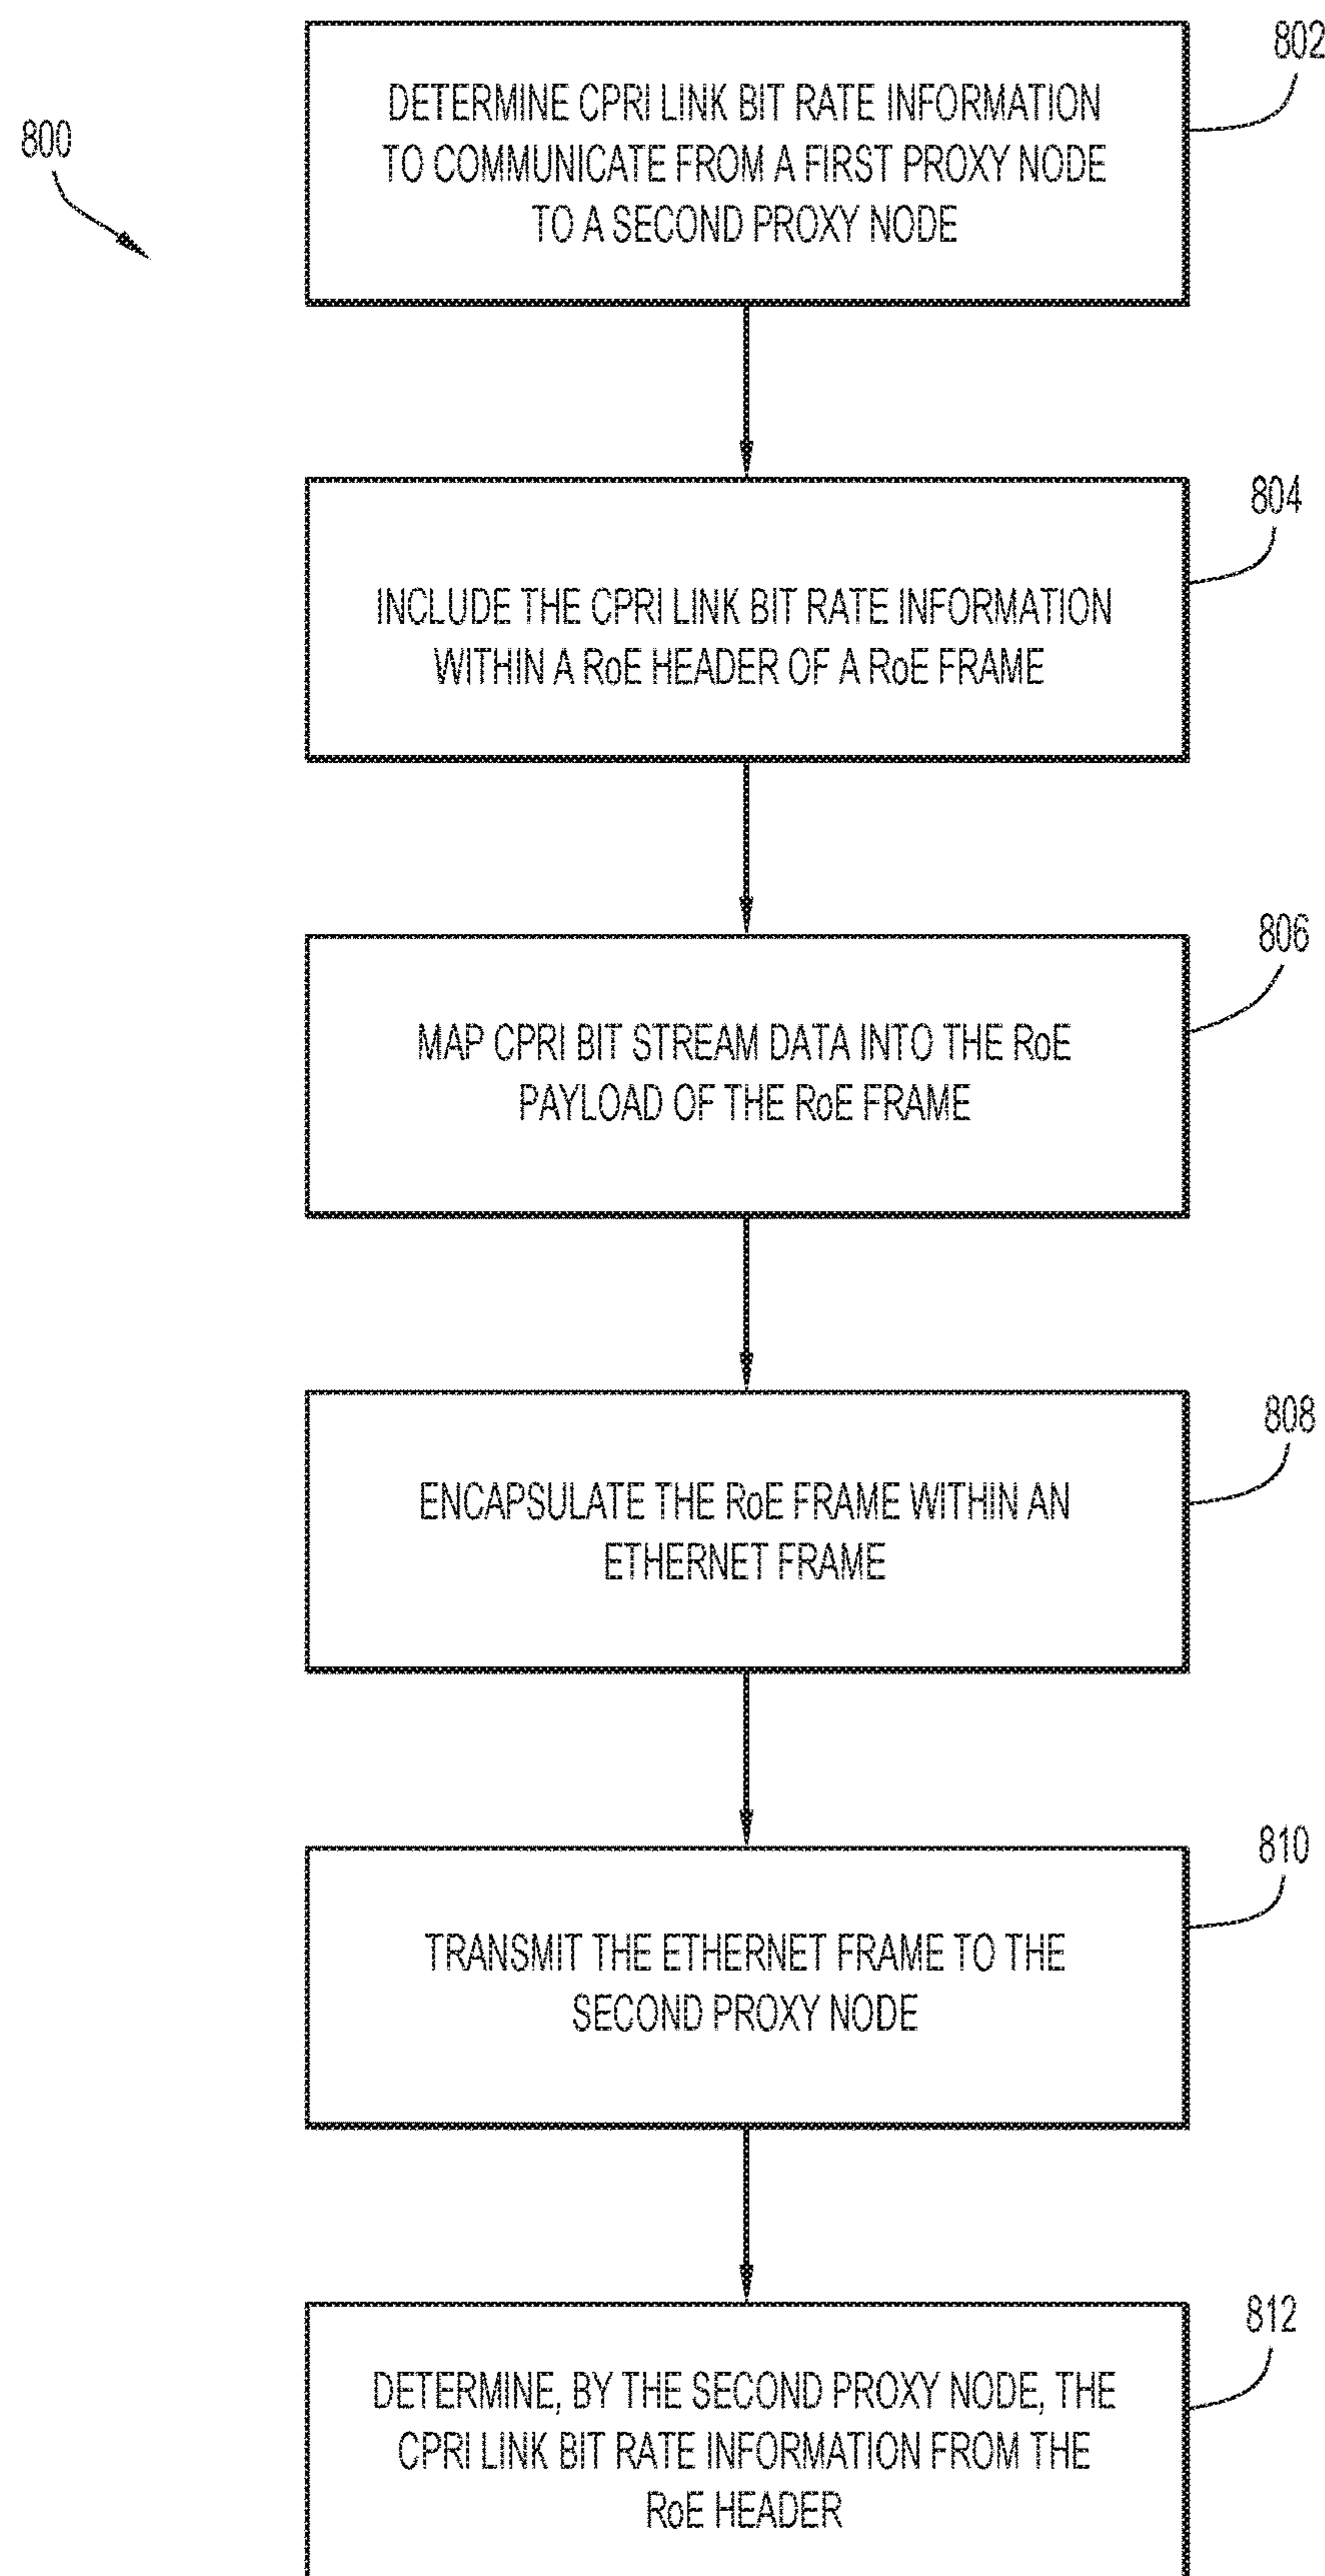 800
802
DETERMINE CPRI LINK BIT RATE INFORMATION
TO COMMUNICATE FROM A FIRST PROXY NODE
TO A SECOND PROXY NODE
804
INCLUDE THE CPRI LINK BIT RATE INFORMATION
WITHIN A RoE HEADER OF A RoE FRAME
806
MAP CPRI BIT STREAM DATA INTO THE RoE
PAYLOAD OF THE RoE FRAME
808
ENCAPSULATE THE RoE FRAME WITHIN AN
ETHERNET FRAME
810
TRANSMIT THE ETHERNET FRAME TO THE
SECOND PROXY NODE
812
DETERMINE, BY THE SECOND PROXY NODE, THE
CPRI LINK BIT RATE INFORMATION FROM THE
RoE HEADER